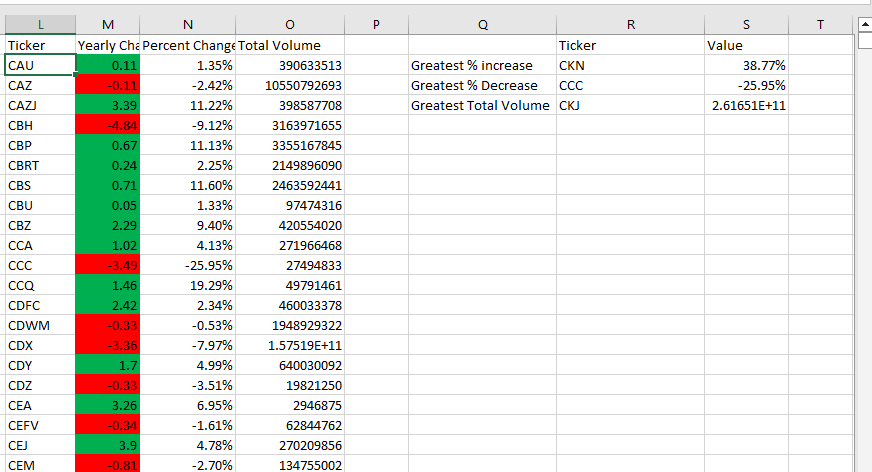 L M N O P Q R S T
Ticker Yearly Cha Percent Change Total Volume Ticker Value
CAU 0.11 1.35% 390633513 Greatest % increase CKN 38.77%
CAZ -0.11 -2.42% 10550792693 Greatest % Decrease CCC -25.95%
CAZJ 3.39 11.22% 398587708 Greatest Total Volume CKJ 2.61651E+11
CBH -4.84 -9.12% 3163971655
CBP 0.67 11.13% 3355167845
CBRT 0.24 2.25% 2149896090
CBS 0.71 11.60% 2463592441
CBU 0.05 1.33% 97474316
CBZ 2.29 9.40% 420554020
CCA 1.02 4.13% 271966468
CCC -3.49 -25.95% 27494833
CCQ 1.46 19.29% 49791461
CDFC 2.42 2.34% 460033378
CDWM -0.33 -0.53% 1948929322
CDX -3.36 -7.97% 1.57519E+11
CDY 1.7 4.99% 640030092
CDZ -0.33 -3.51% 19821250
CEA 3.26 6.95% 2946875
CEFV -0.34 -1.61% 62844762
CEJ 3.9 4.78% 270209856
CEM -0.81 -2.70% 134755002